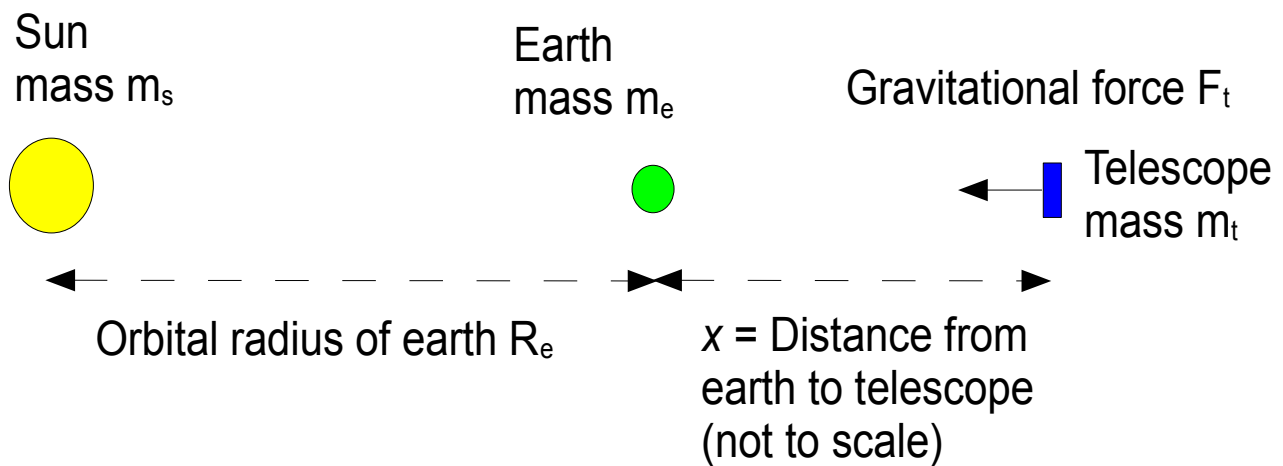 Sun
mass mₛ
Earth
mass mₑ
Gravitational force Fₜ
Telescope
mass mₜ
Orbital radius of earth Rₑ
x = Distance from
earth to telescope
(not to scale)